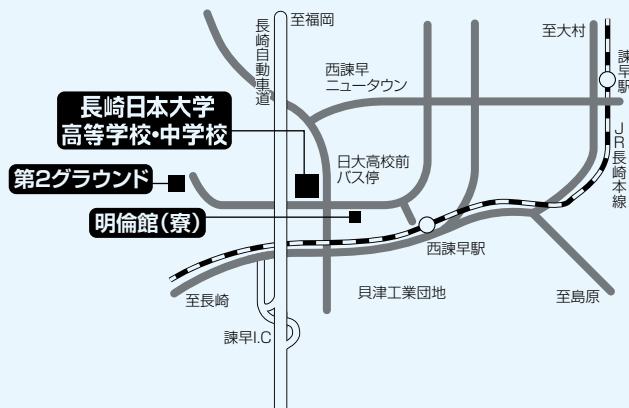 至福岡
長崎自動車道
至大村
諫早駅
西諫早
ニュータウン
長崎日本大学
高等学校・中学校
JR長崎本線
日大高校前
バス停
第2グラウンド
明倫館(寮)
西諫早駅
至長崎
貝津工業団地
至島原
諫早I.C